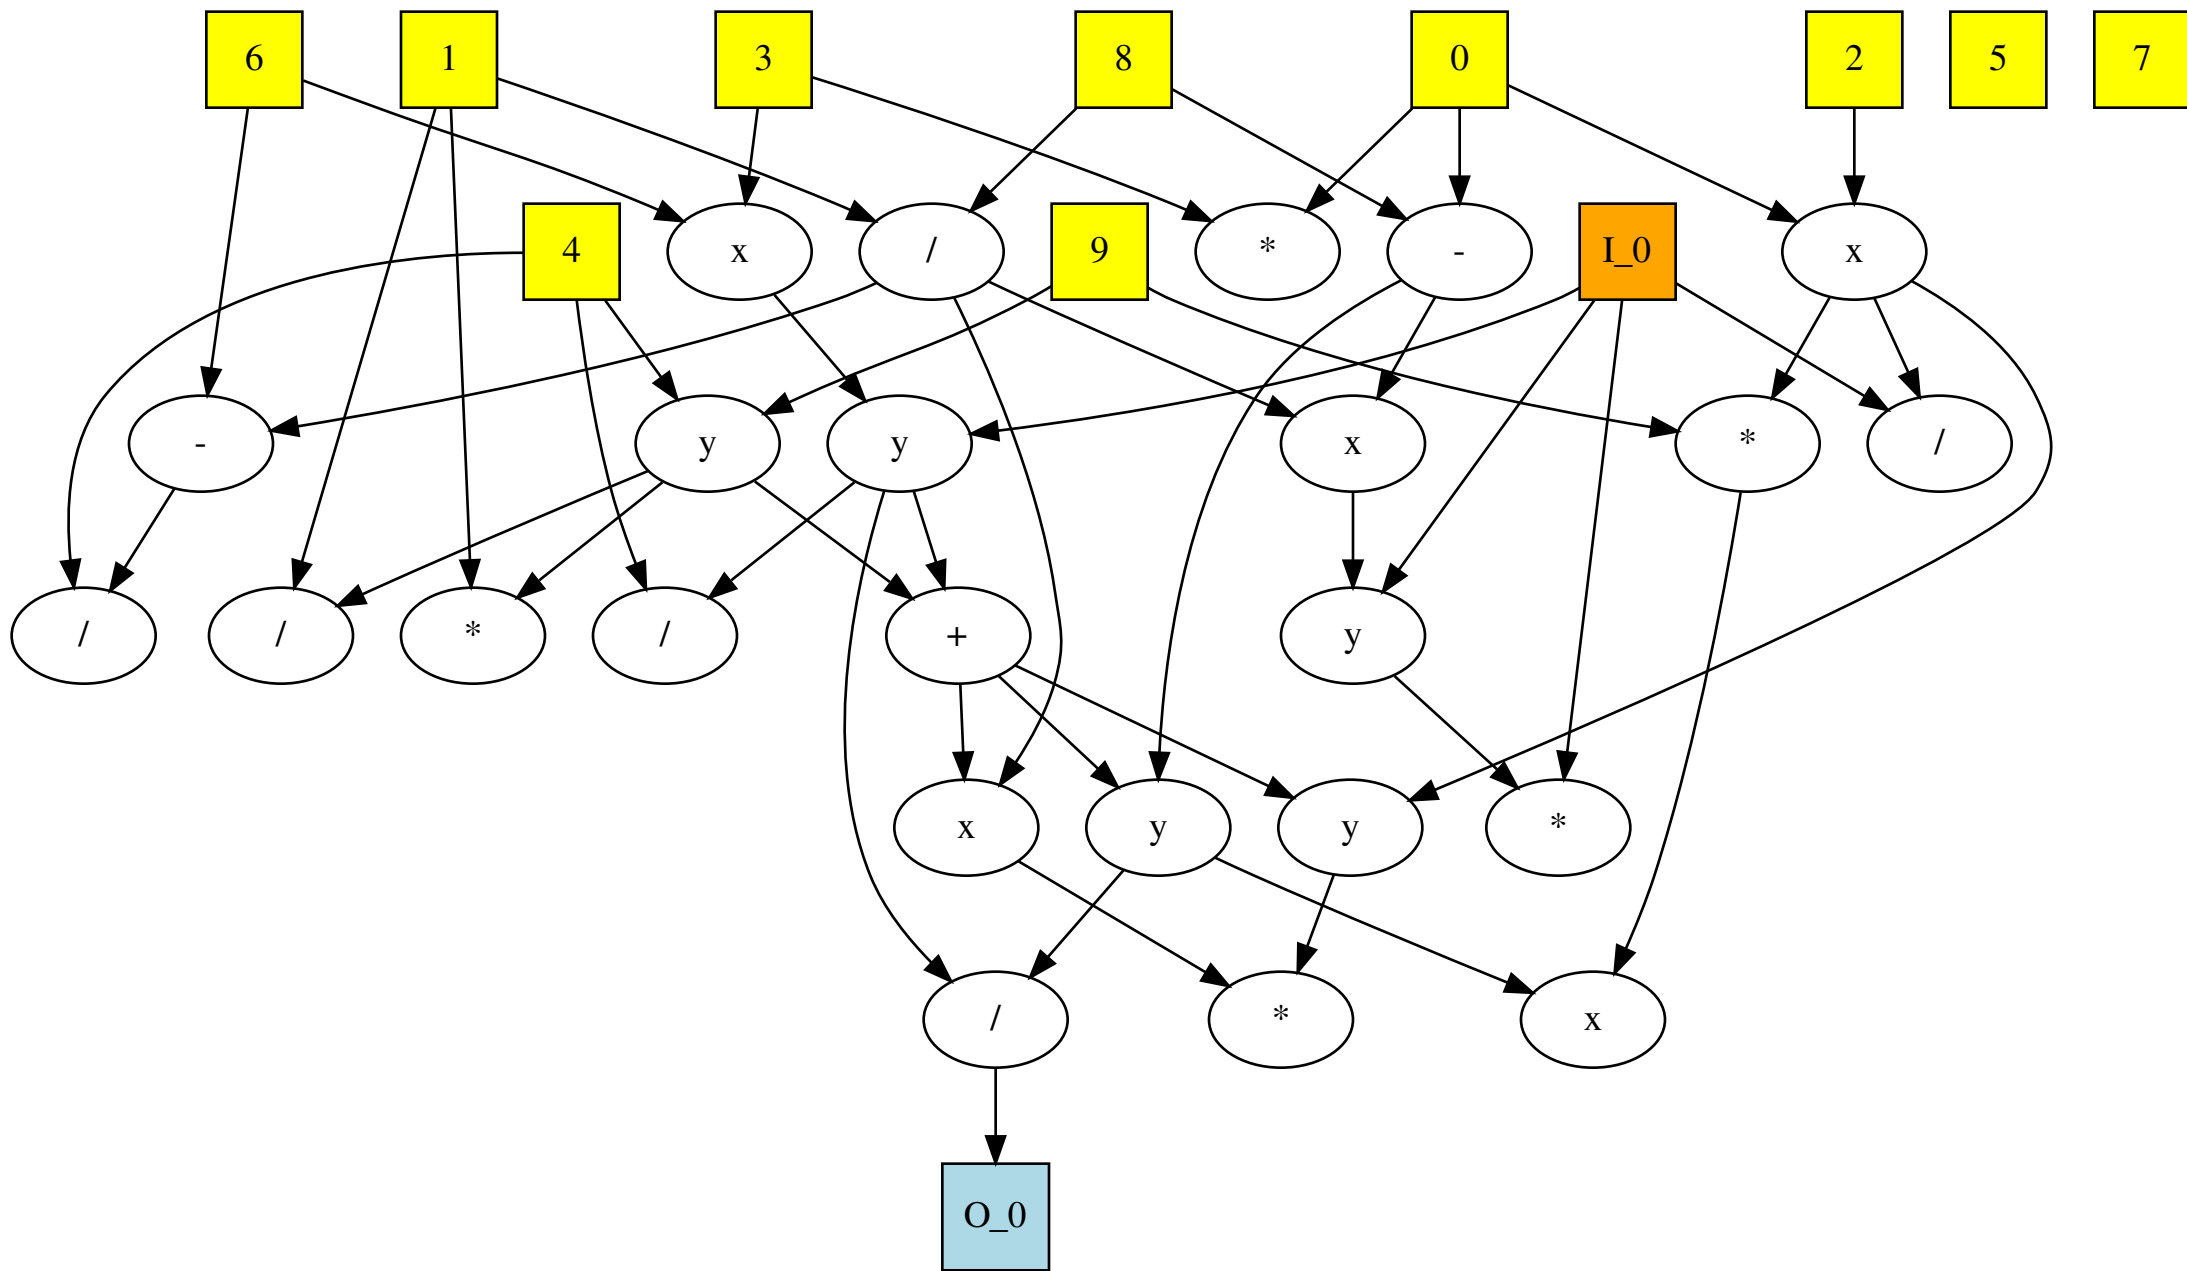 6 1 3 8 0 2 5 7
4 x / 9 * - I_0 x
- y y x * /
/ / * / + y
x y y *
/ * x
O_0